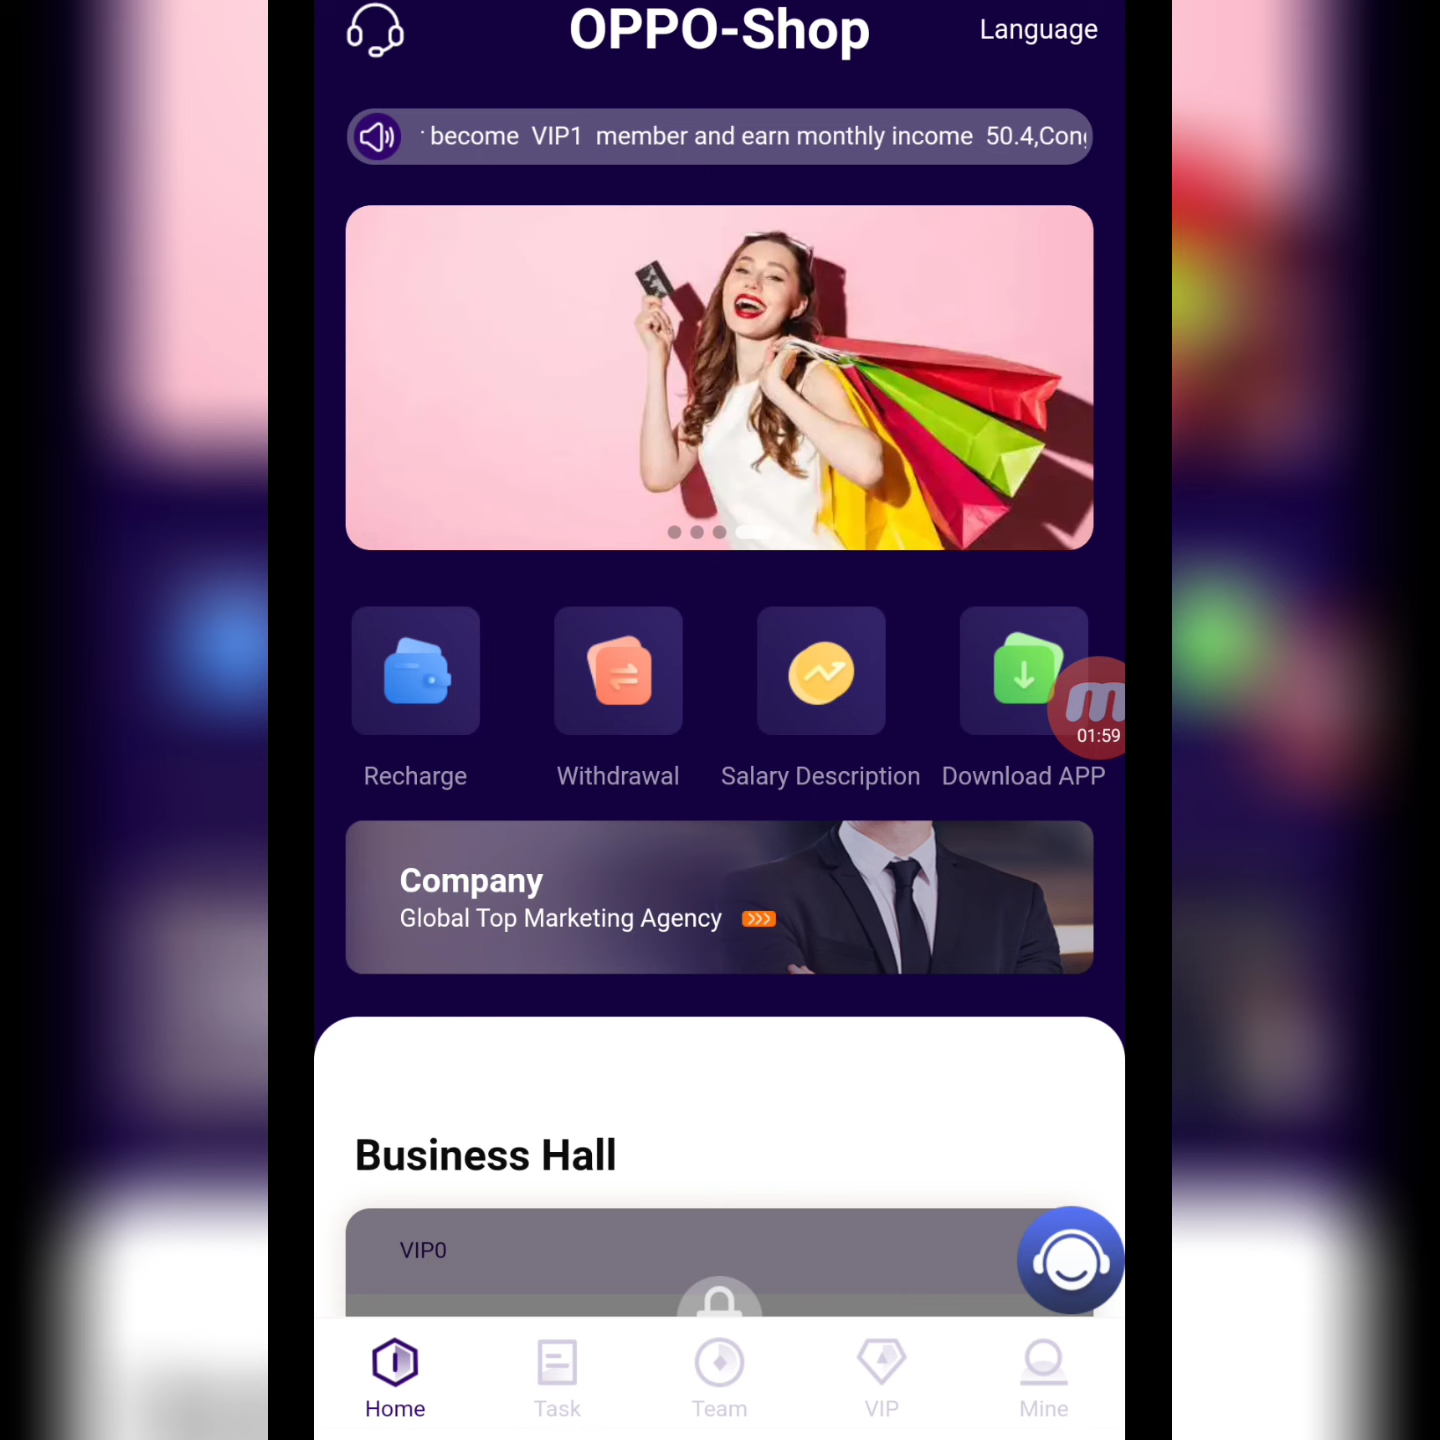 OPPO-Shop
Language
become VIP1 member and earn monthly income 50.4,Con
01:59
Recharge
Withdrawal
Salary Description
Download APP
Company
Global Top Marketing Agency
Business Hall
VIP0
Home
Task
Team
VIP
Mine